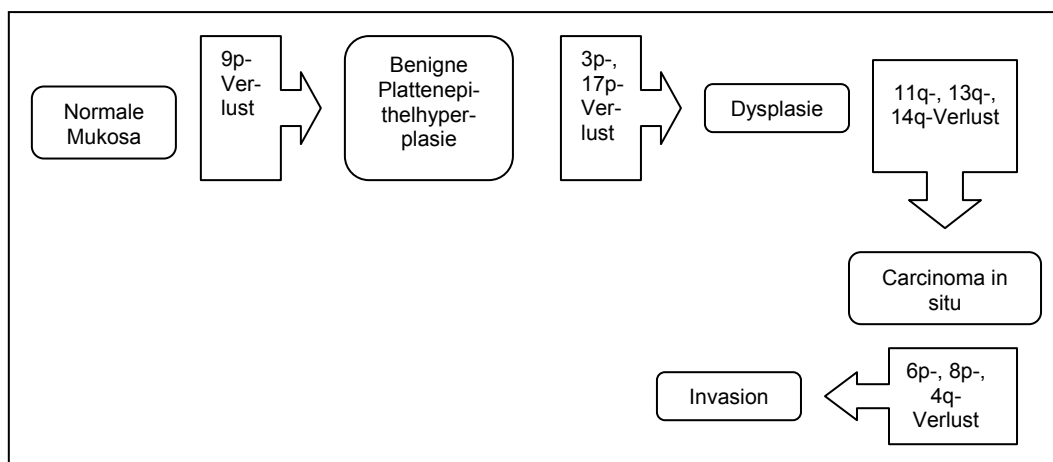 Normale
Mukosa
9p-
Ver-
lust
Benigne
Plattenepi-
thelhyper-
plasie
3p-,
17p-
Ver-
lust
Dysplasie
11q-, 13q-,
14q-Verlust
Carcinoma in
situ
6p-, 8p-,
4q-
Verlust
Invasion